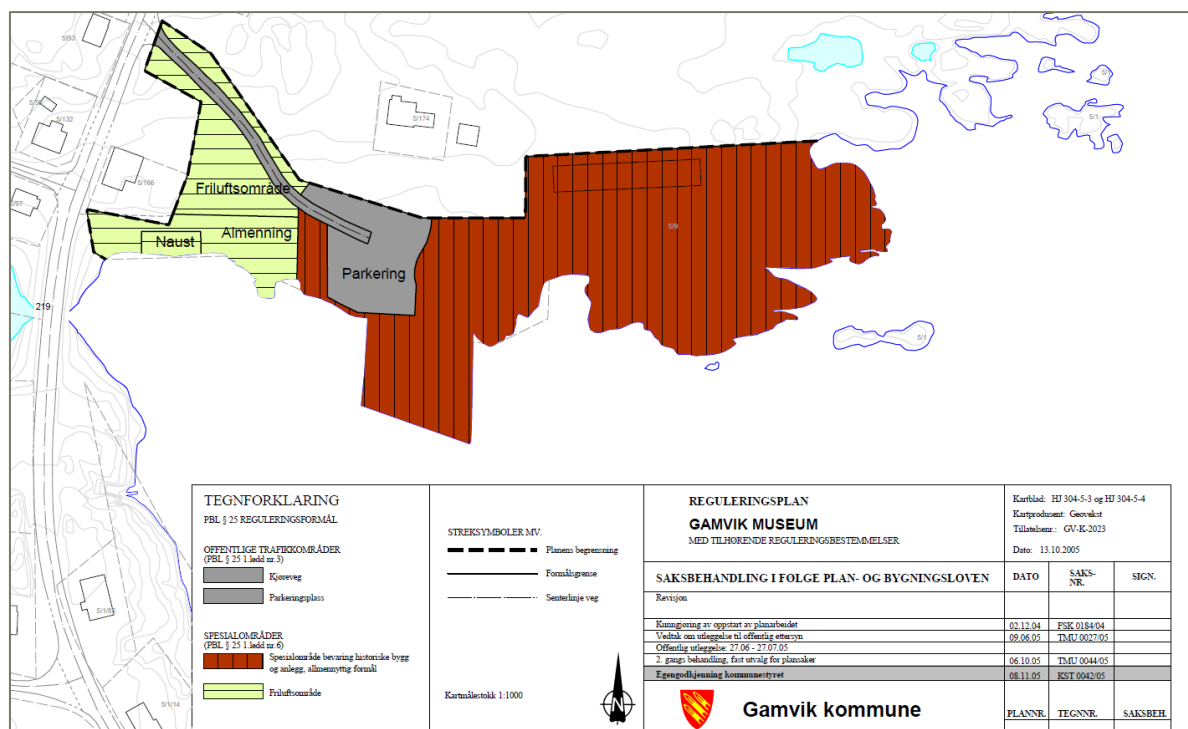 5/93
5/1
5/174
5/132
5/1
5/166
5/97
Friluftsområde
Naust
Almenning
5/9
Parkering
219
5/1
5/1/85
5/1/14
TEGNFORKLARING
PBL § 25 REGULERINGSFORMÅL
OFFENTLIGE TRAFIKKOMRÅDER
(PBL § 25 1.ledd nr.3)
Kjøreveg
Parkeringsplass
SPESIALOMRÅDER
(PBL § 25 1.ledd nr.6)
Spesialområde bevaring historiske bygg
og anlegg, allmennyttig formål
Friluftsområde
STREKSYMBOLER MV.
Planens begrensning
Formålsgrense
Senterlinje veg
Kartmålestokk 1:1000
N
REGULERINGSPLAN
GAMVIK MUSEUM
MED TILHØRENDE REGULERINGSBESTEMMELSER
Kartblad: HJ 304-5-3 og HJ 304-5-4
Kartprodusent: Geovekst
Tillatelsenr.: GV-K-2023
Dato: 13.10.2005
SAKSBEHANDLING I FØLGE PLAN- OG BYGNINGSLOVEN DATO SAKS-NR. SIGN.
Revisjon
Kunngjøring av oppstart av planarbeidet 02.12.04 FSK 0184/04
Vedtak om utleggelse til offentlig ettersyn 09.06.05 TMU 0027/05
Offentlig utleggelse: 27.06 - 27.07.05
2. gangs behandling, fast utvalg for plansaker 06.10.05 TMU 0044/05
Egengodkjenning kommunestyret 08.11.05 KST 0042/05
Gamvik kommune
PLANNR. TEGNNR. SAKSBEH.